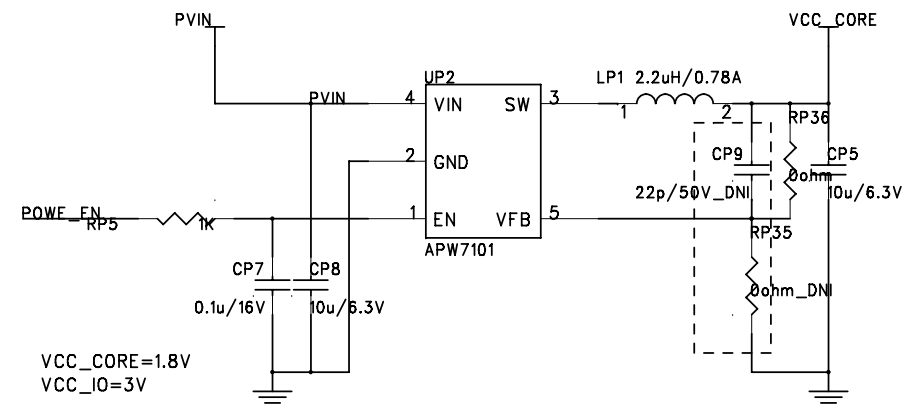 PVIN
VCC_CORE
UP2
LP1 2.2uH/0.78A
PVIN
4 VIN
SW 3
1
2
RP36
2 GND
CP9
CP5
0ohm
22p/50V_DNI
10u/6.3V
POWE_EN
RP5
1K
1 EN
VFB 5
RP35
APW7101
CP7
CP8
0ohm_DNI
0.1u/16V
10u/6.3V
VCC_CORE=1.8V
VCC_IO=3V